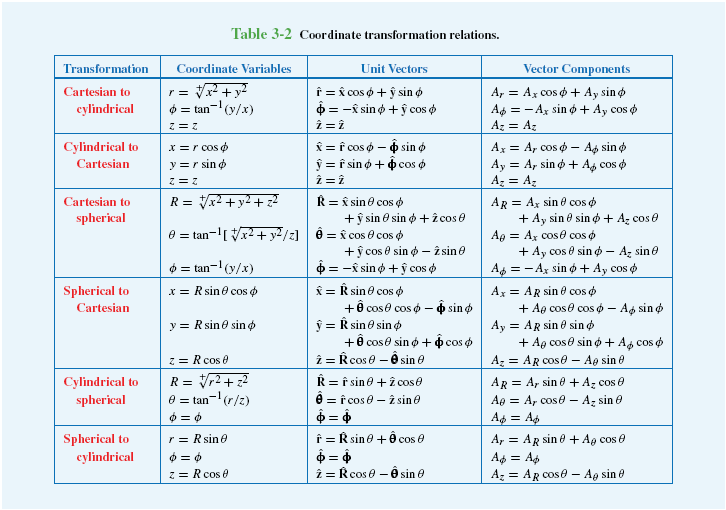 Table 3-2 Coordinate transformation relations.
Transformation Coordinate Variables Unit Vectors Vector Components
Cartesian to cylindrical
r = ⁺√x² + y²
ϕ = tan⁻¹(y/x)
z = z
r̂ = x̂ cos ϕ + ŷ sin ϕ
ϕ̂ = −x̂ sin ϕ + ŷ cos ϕ
ẑ = ẑ
A_r = A_x cos ϕ + A_y sin ϕ
A_ϕ = −A_x sin ϕ + A_y cos ϕ
A_z = A_z
Cylindrical to
Cartesian
x = r cos ϕ
y = r sin ϕ
z = z
x̂ = r̂ cos ϕ − ϕ̂ sin ϕ
ŷ = r̂ sin ϕ + ϕ̂ cos ϕ
ẑ = ẑ
A_x = A_r cos ϕ − A_ϕ sin ϕ
A_y = A_r sin ϕ + A_ϕ cos ϕ
A_z = A_z
Cartesian to
spherical
R = ⁺√x² + y² + z²
θ = tan⁻¹[⁺√x² + y²/z]
ϕ = tan⁻¹(y/x)
R̂ = x̂ sin θ cos ϕ
+ ŷ sin θ sin ϕ + ẑ cos θ
θ̂ = x̂ cos θ cos ϕ
+ ŷ cos θ sin ϕ − ẑ sin θ
ϕ̂ = −x̂ sin ϕ + ŷ cos ϕ
A_R = A_x sin θ cos ϕ
+ A_y sin θ sin ϕ + A_z cos θ
A_θ = A_x cos θ cos ϕ
+ A_y cos θ sin ϕ − A_z sin θ
A_ϕ = −A_x sin ϕ + A_y cos ϕ
Spherical to
Cartesian
x = R sin θ cos ϕ
y = R sin θ sin ϕ
z = R cos θ
x̂ = R̂ sin θ cos ϕ
+ θ̂ cos θ cos ϕ − ϕ̂ sin ϕ
ŷ = R̂ sin θ sin ϕ
+ θ̂ cos θ sin ϕ + ϕ̂ cos ϕ
ẑ = R̂ cos θ − θ̂ sin θ
A_x = A_R sin θ cos ϕ
+ A_θ cos θ cos ϕ − A_ϕ sin ϕ
A_y = A_R sin θ sin ϕ
+ A_θ cos θ sin ϕ + A_ϕ cos ϕ
A_z = A_R cos θ − A_θ sin θ
Cylindrical to
spherical
R = ⁺√r² + z²
θ = tan⁻¹(r/z)
ϕ = ϕ
R̂ = r̂ sin θ + ẑ cos θ
θ̂ = r̂ cos θ − ẑ sin θ
ϕ̂ = ϕ̂
A_R = A_r sin θ + A_z cos θ
A_θ = A_r cos θ − A_z sin θ
A_ϕ = A_ϕ
Spherical to
cylindrical
r = R sin θ
ϕ = ϕ
z = R cos θ
r̂ = R̂ sin θ + θ̂ cos θ
ϕ̂ = ϕ̂
ẑ = R̂ cos θ − θ̂ sin θ
A_r = A_R sin θ + A_θ cos θ
A_ϕ = A_ϕ
A_z = A_R cos θ − A_θ sin θ